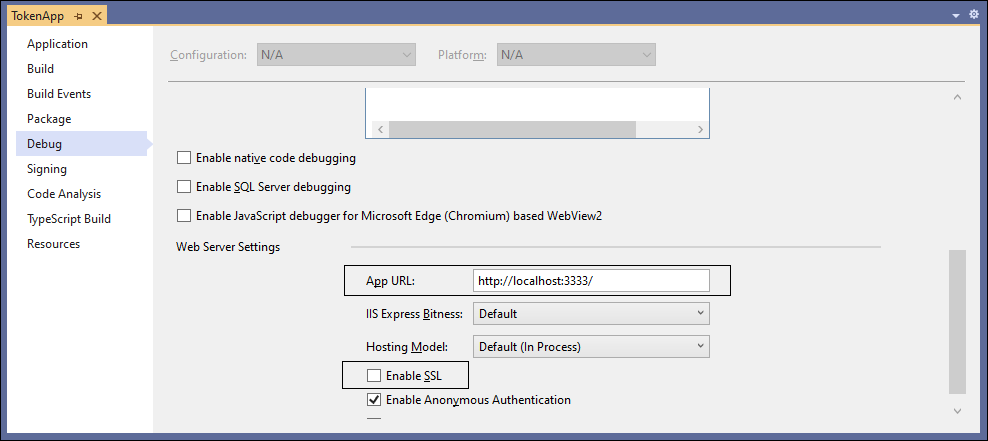 TokenApp
Application
Build
Build Events
Package
Debug
Signing
Code Analysis
TypeScript Build
Resources
Configuration: N/A Platform: N/A
Enable native code debugging
Enable SQL Server debugging
Enable JavaScript debugger for Microsoft Edge (Chromium) based WebView2
Web Server Settings
App URL: http://localhost:3333/
IIS Express Bitness: Default
Hosting Model: Default (In Process)
Enable SSL
Enable Anonymous Authentication